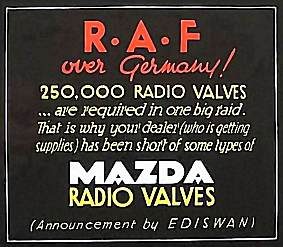 R·A·F
over Germany!
250,000 RADIO VALVES
... are required in one big raid.
That is why your dealer (who is getting
supplies) has been short of some types of
MAZDA
RADIO VALVES
(Announcement by EDISWAN)